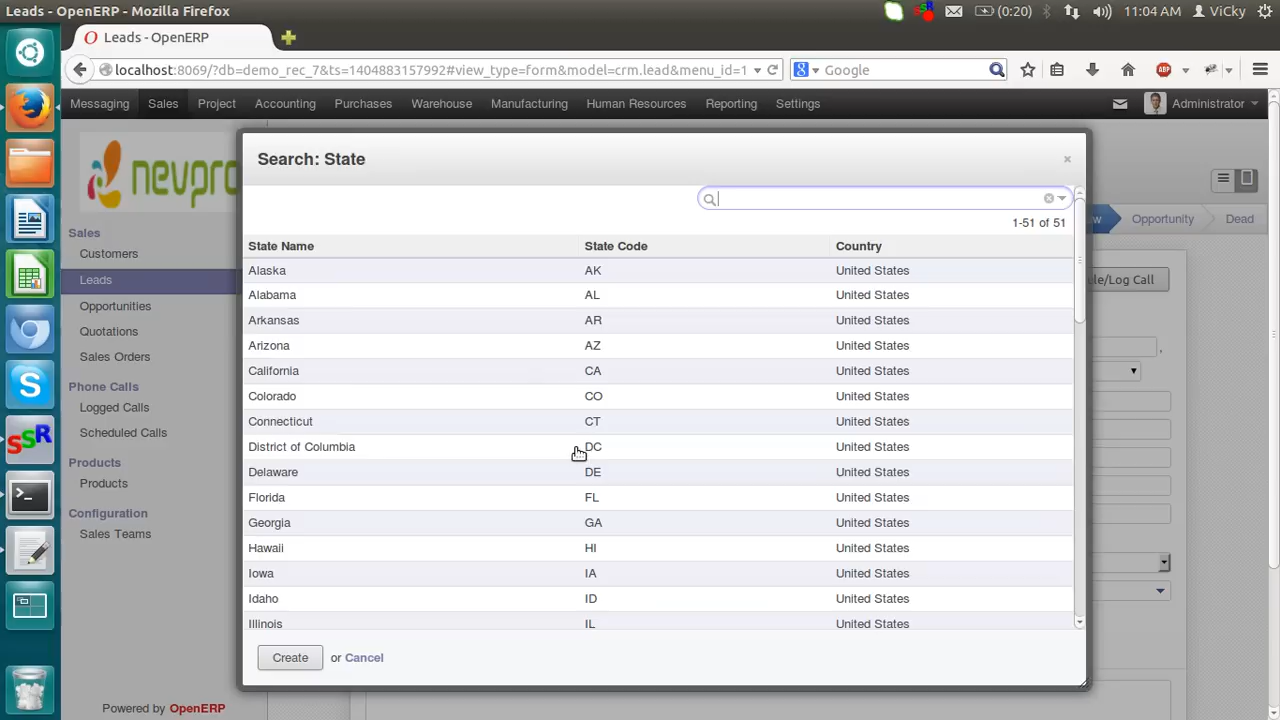 Leads - OpenERP - Mozilla Firefox
(0:20)
11:04 AM
ViCky
Leads - OpenERP
localhost:8069/?db=demo_rec_7&ts=1404883157992#view_type=form&model=crm.lead&menu_id=1
Google
ABP
Messaging Sales Project Accounting Purchases Warehouse Manufacturing Human Resources Reporting Settings
Administrator
nevpro
Sales
Customers
Leads
Opportunities
Quotations
Sales Orders
Phone Calls
Logged Calls
Scheduled Calls
Products
Products
Configuration
Sales Teams
Powered by OpenERP
Opportunity
Dead
le/Log Call
Search: State
1-51 of 51
State Name State Code Country
Alaska AK United States
Alabama AL United States
Arkansas AR United States
Arizona AZ United States
California CA United States
Colorado CO United States
Connecticut CT United States
District of Columbia DC United States
Delaware DE United States
Florida FL United States
Georgia GA United States
Hawaii HI United States
Iowa IA United States
Idaho ID United States
Illinois IL United States
Create or Cancel
SSR